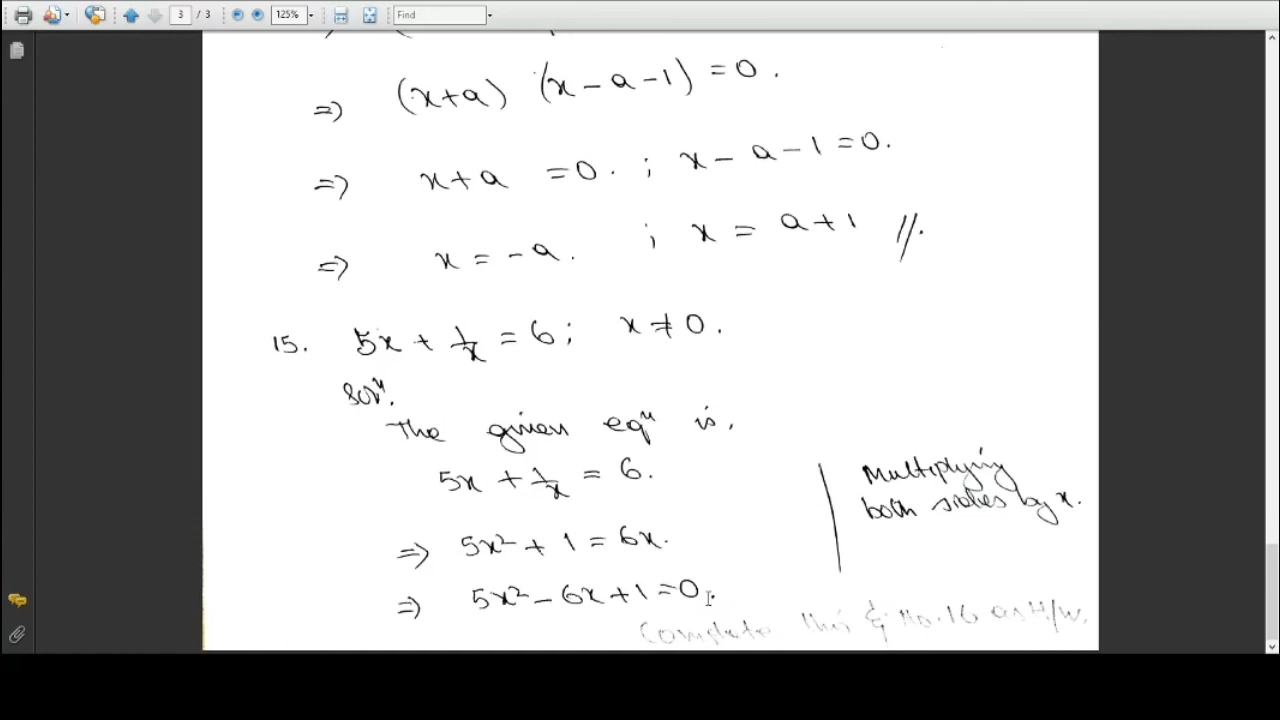 3 / 3
125%
Find
=> (x+a) (x-a-1) = 0.
=> x+a = 0. ; x-a-1=0.
=> x = -a. ; x = a+1 //.
15. 5x + 1/x = 6; x ≠ 0.
Solⁿ.
The given eqⁿ is,
5x + 1/x = 6.
Multiplying
both sides by x.
=> 5x² + 1 = 6x.
=> 5x² - 6x + 1 = 0.
Complete this & No. 16 as H/W.